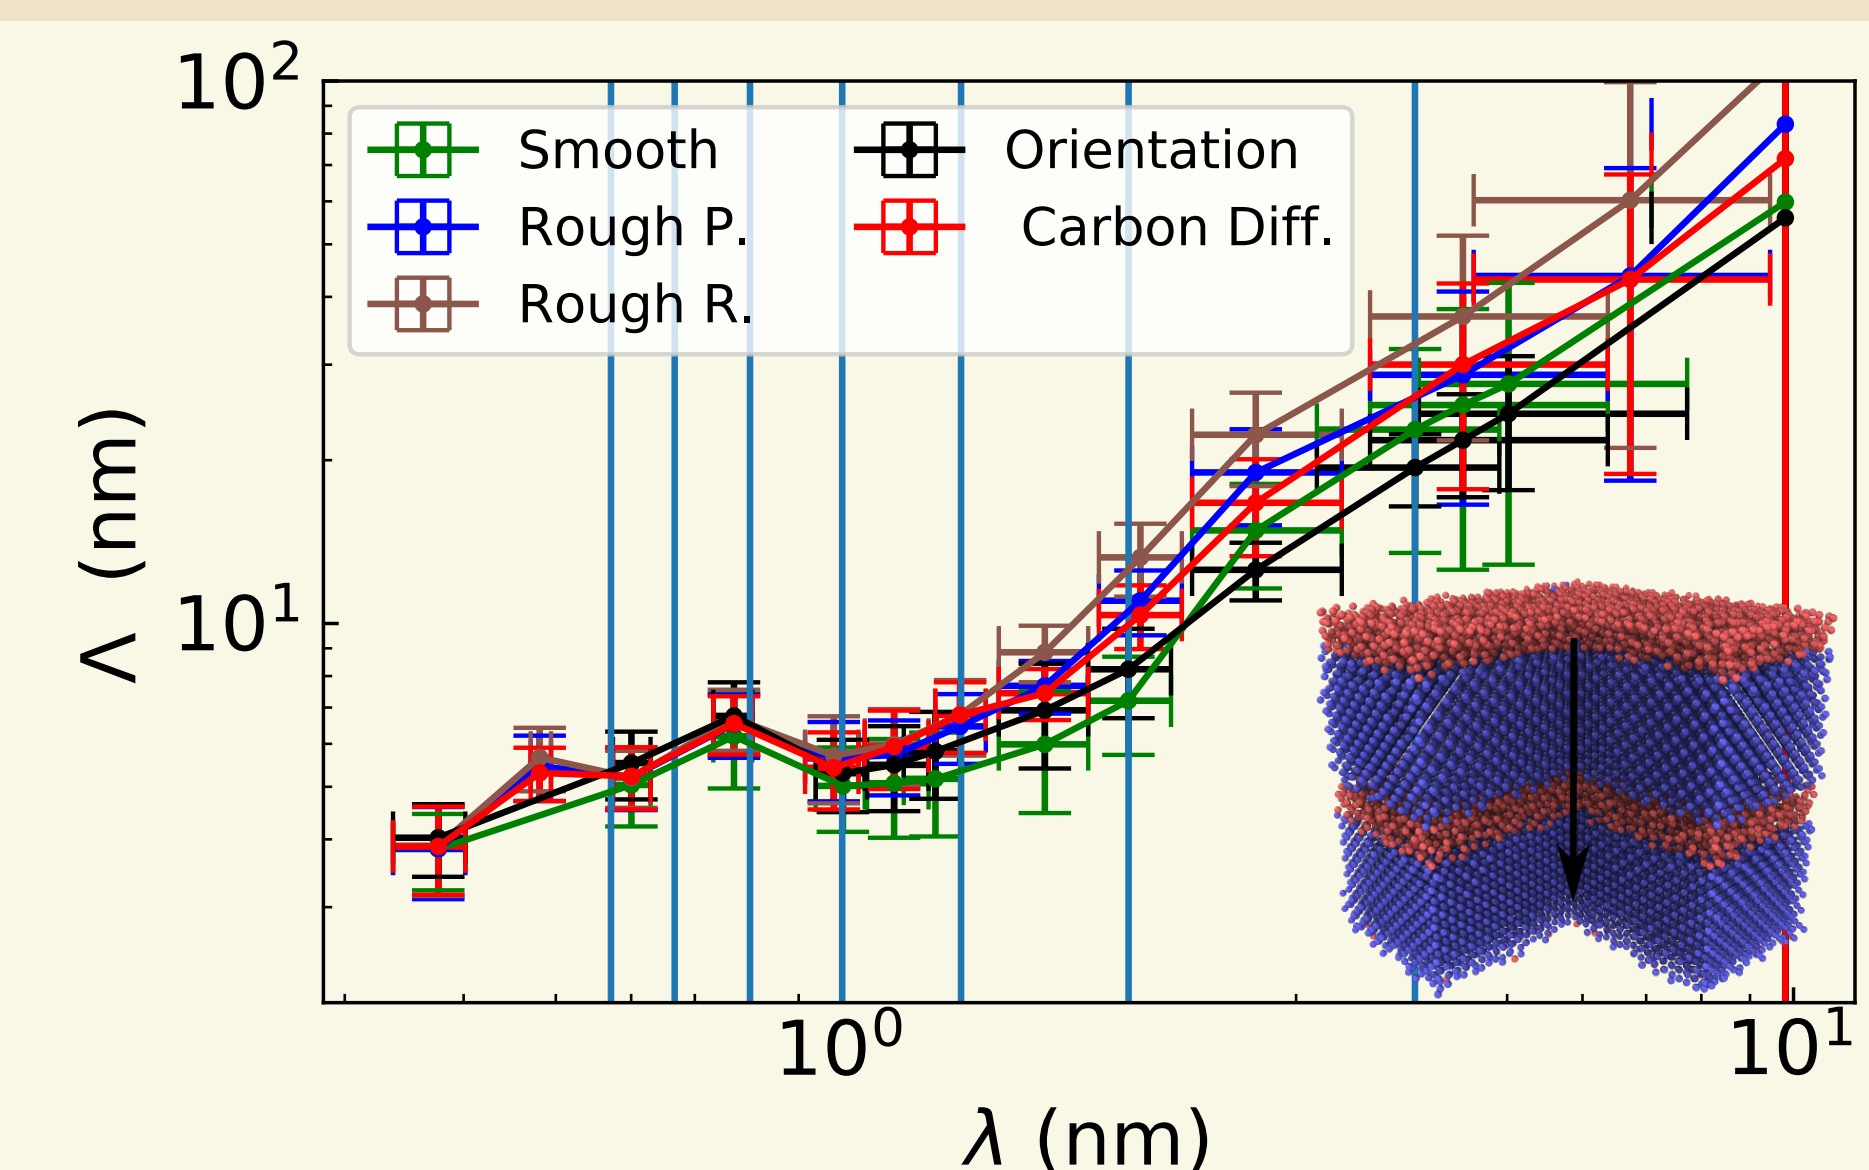 10²
Smooth
Orientation
Rough P.
Carbon Diff.
Rough R.
Λ (nm)
10¹
10⁰
10¹
λ (nm)